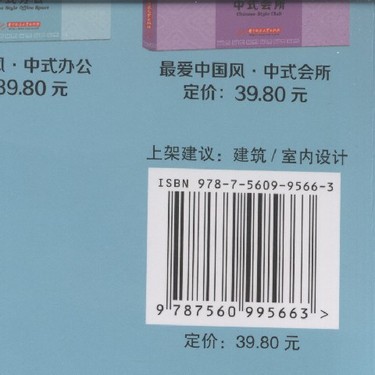 中式会所
风·中式办公
39.80 元
最爱中国风·中式会所
定价: 39.80 元
上架建议: 建筑 / 室内设计
ISBN 978-7-5609-9566-3
9 787560 995663 >
定价: 39.80 元